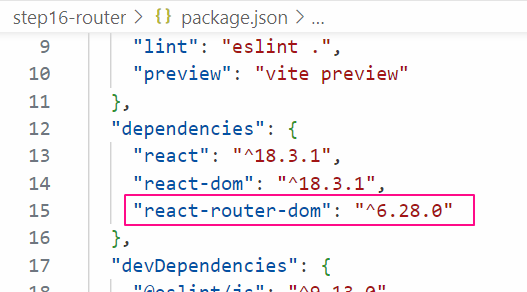 step16-router > {} package.json > ...
9 "lint": "eslint .",
10 "preview": "vite preview"
11 },
12 "dependencies": {
13 "react": "^18.3.1",
14 "react-dom": "^18.3.1",
15 "react-router-dom": "^6.28.0"
16 },
17 "devDependencies": {
18 "@eslint/js": "^9.13.0"